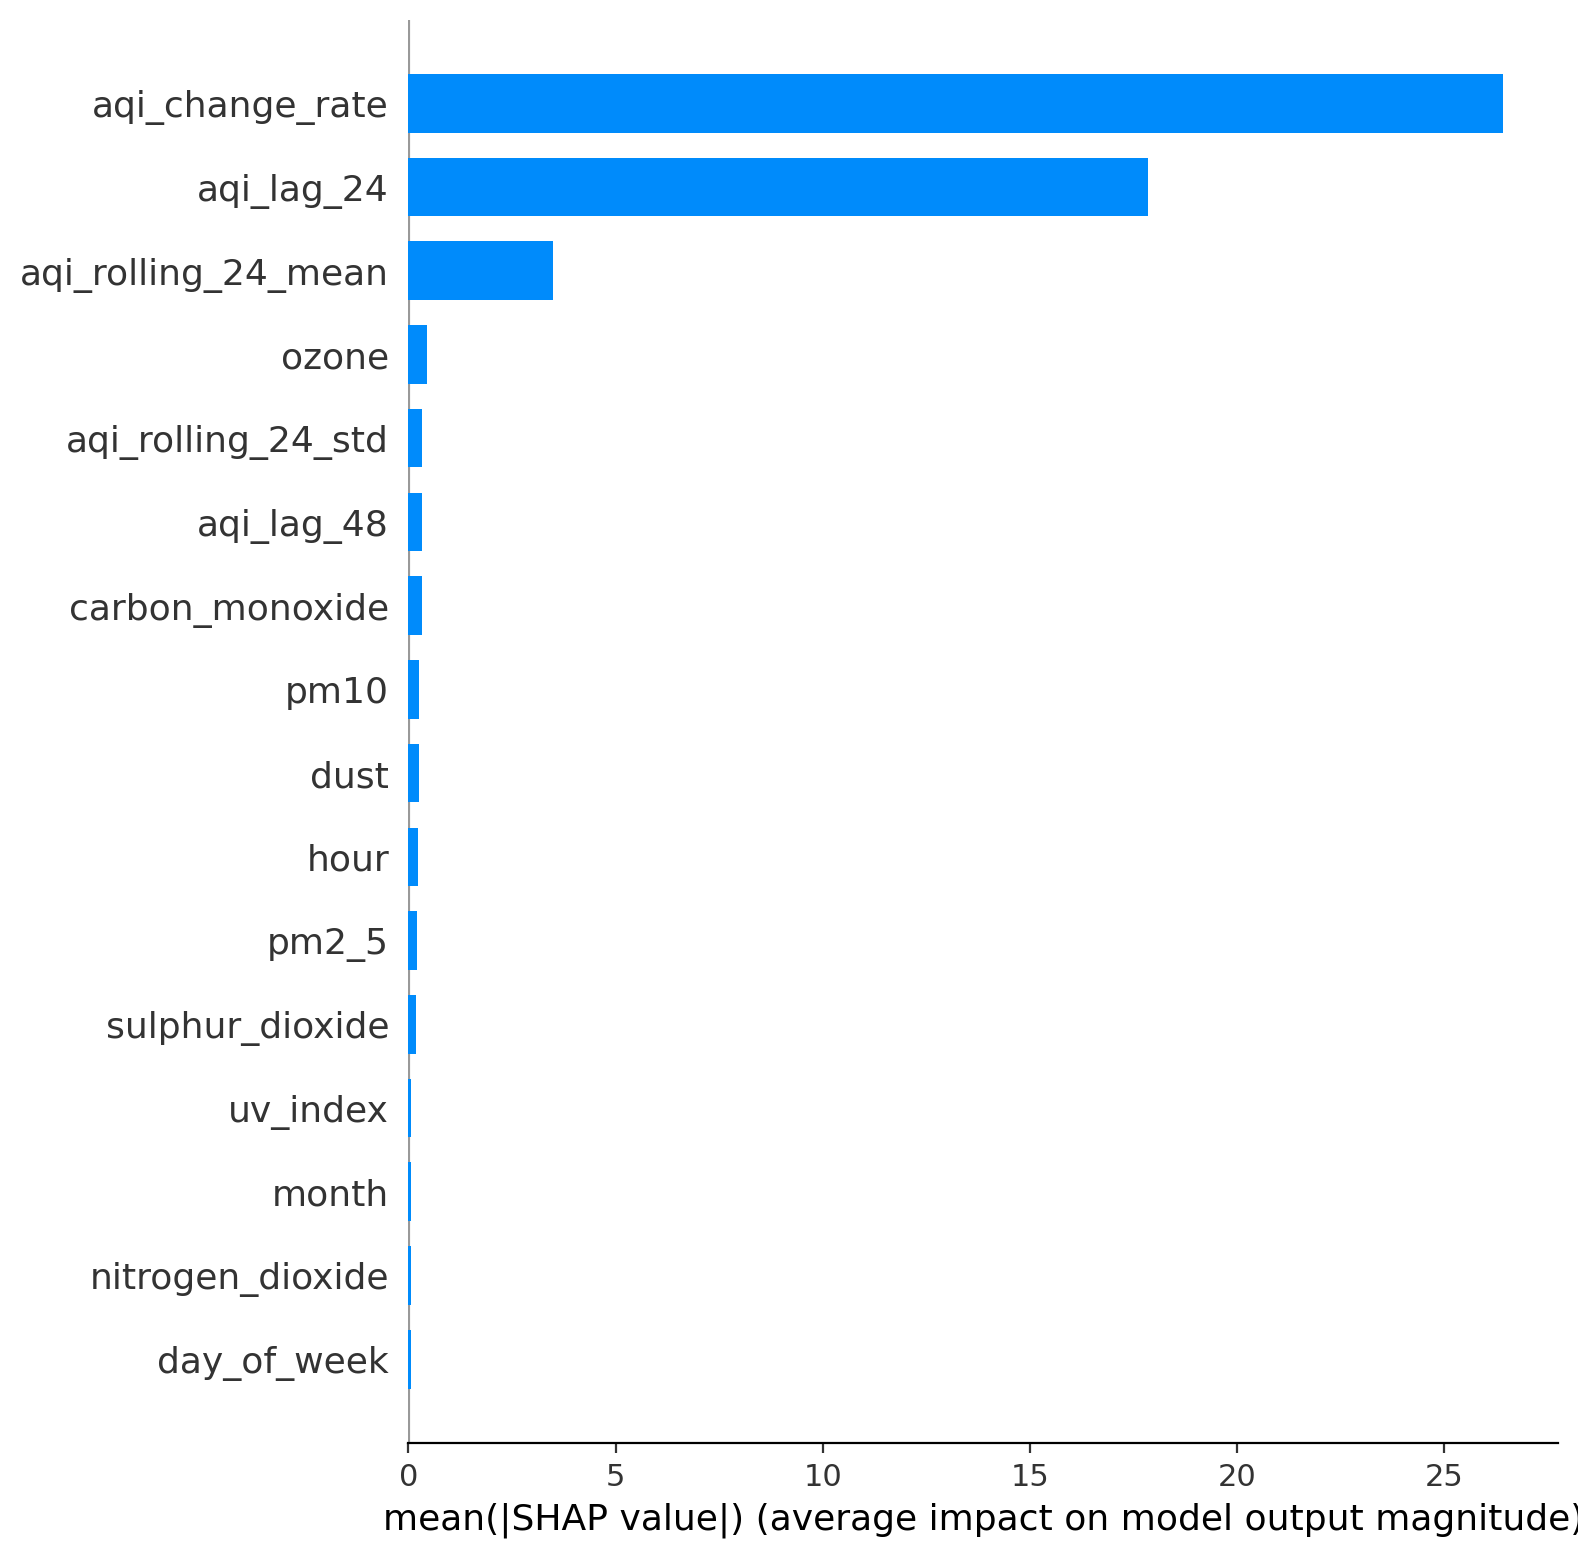 aqi_change_rate
aqi_lag_24
aqi_rolling_24_mean
ozone
aqi_rolling_24_std
aqi_lag_48
carbon_monoxide
pm10
dust
hour
pm2_5
sulphur_dioxide
uv_index
month
nitrogen_dioxide
day_of_week
0 5 10 15 20 25
mean(|SHAP value|) (average impact on model output magnitude)